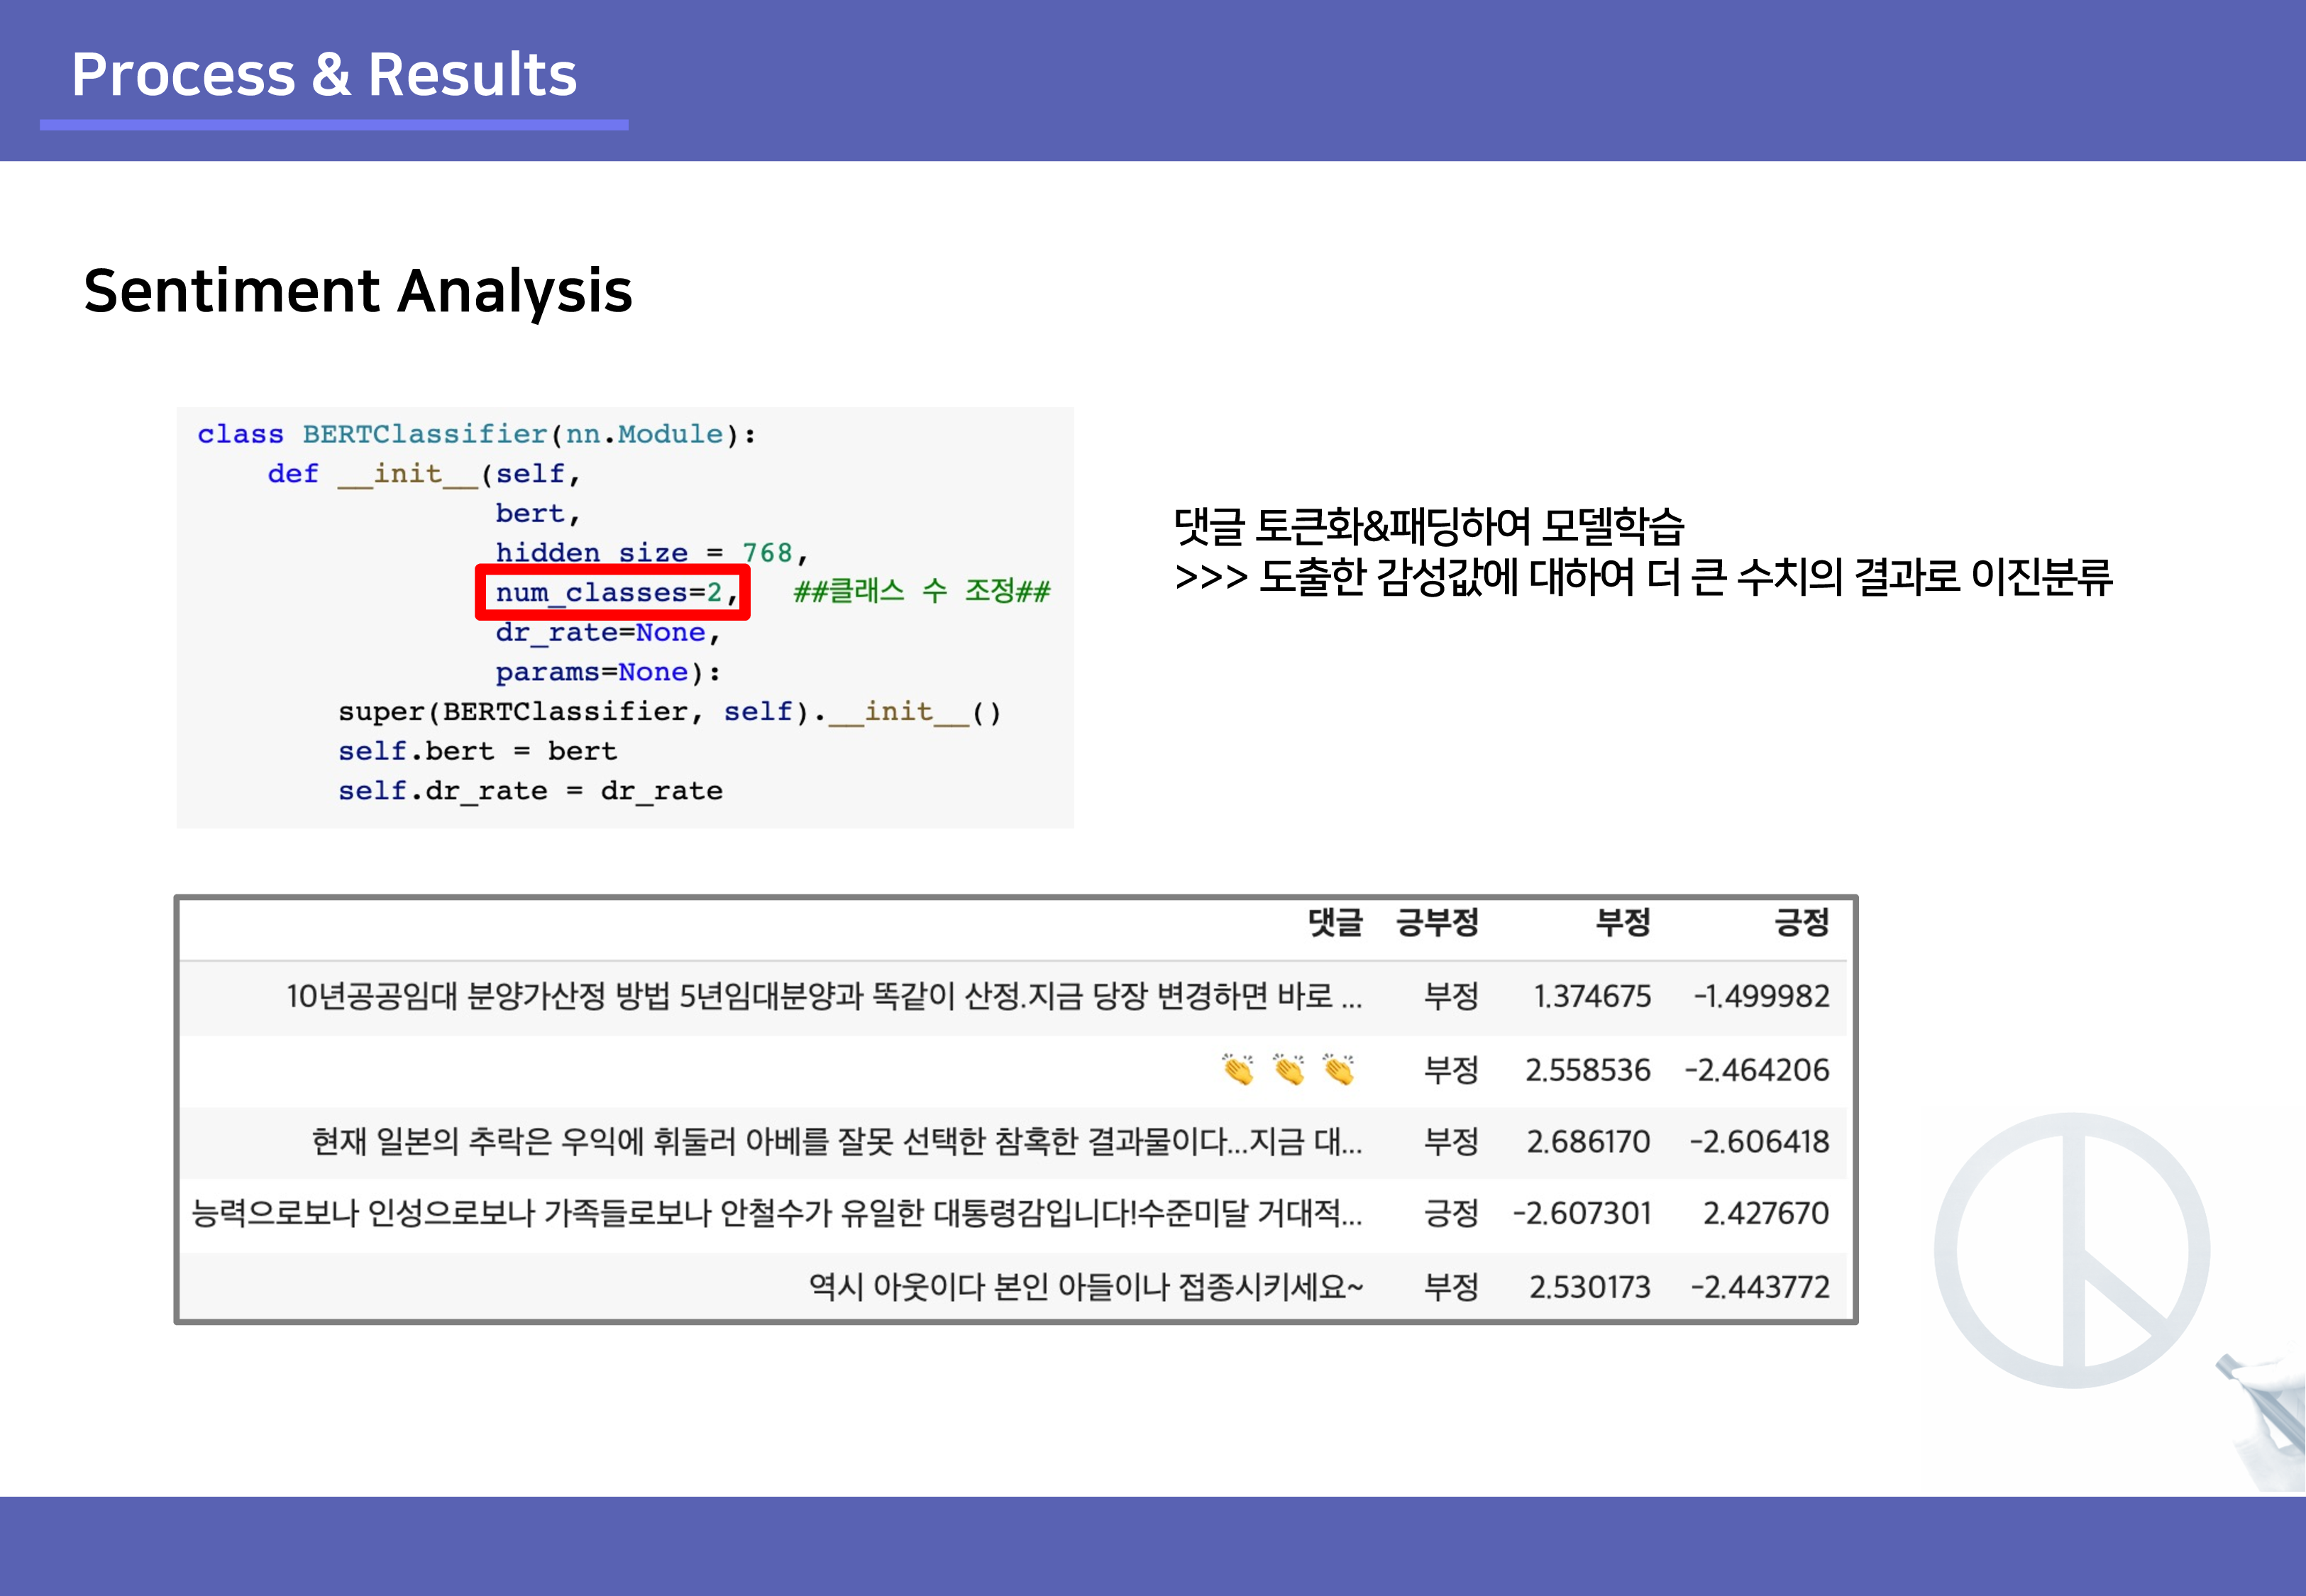 Process & Results
Sentiment Analysis
class BERTClassifier(nn.Module):
def __init__(self,
bert,
hidden_size = 768,
num_classes=2, ##클래스 수 조정##
dr_rate=None,
params=None):
super(BERTClassifier, self).__init__()
self.bert = bert
self.dr_rate = dr_rate
댓글 토큰화&패딩하여 모델학습
>>> 도출한 감성값에 대하여 더 큰 수치의 결과로 이진분류
댓글 긍부정 부정 긍정
10년공공임대 분양가산정 방법 5년임대분양과 똑같이 산정.지금 당장 변경하면 바로 ... 부정 1.374675 -1.499982
👏 👏 👏 부정 2.558536 -2.464206
현재 일본의 추락은 우익에 휘둘러 아베를 잘못 선택한 참혹한 결과물이다...지금 대... 부정 2.686170 -2.606418
능력으로보나 인성으로보나 가족들로보나 안철수가 유일한 대통령감입니다!수준미달 거대적... 긍정 -2.607301 2.427670
역시 아웃이다 본인 아들이나 접종시키세요~ 부정 2.530173 -2.443772